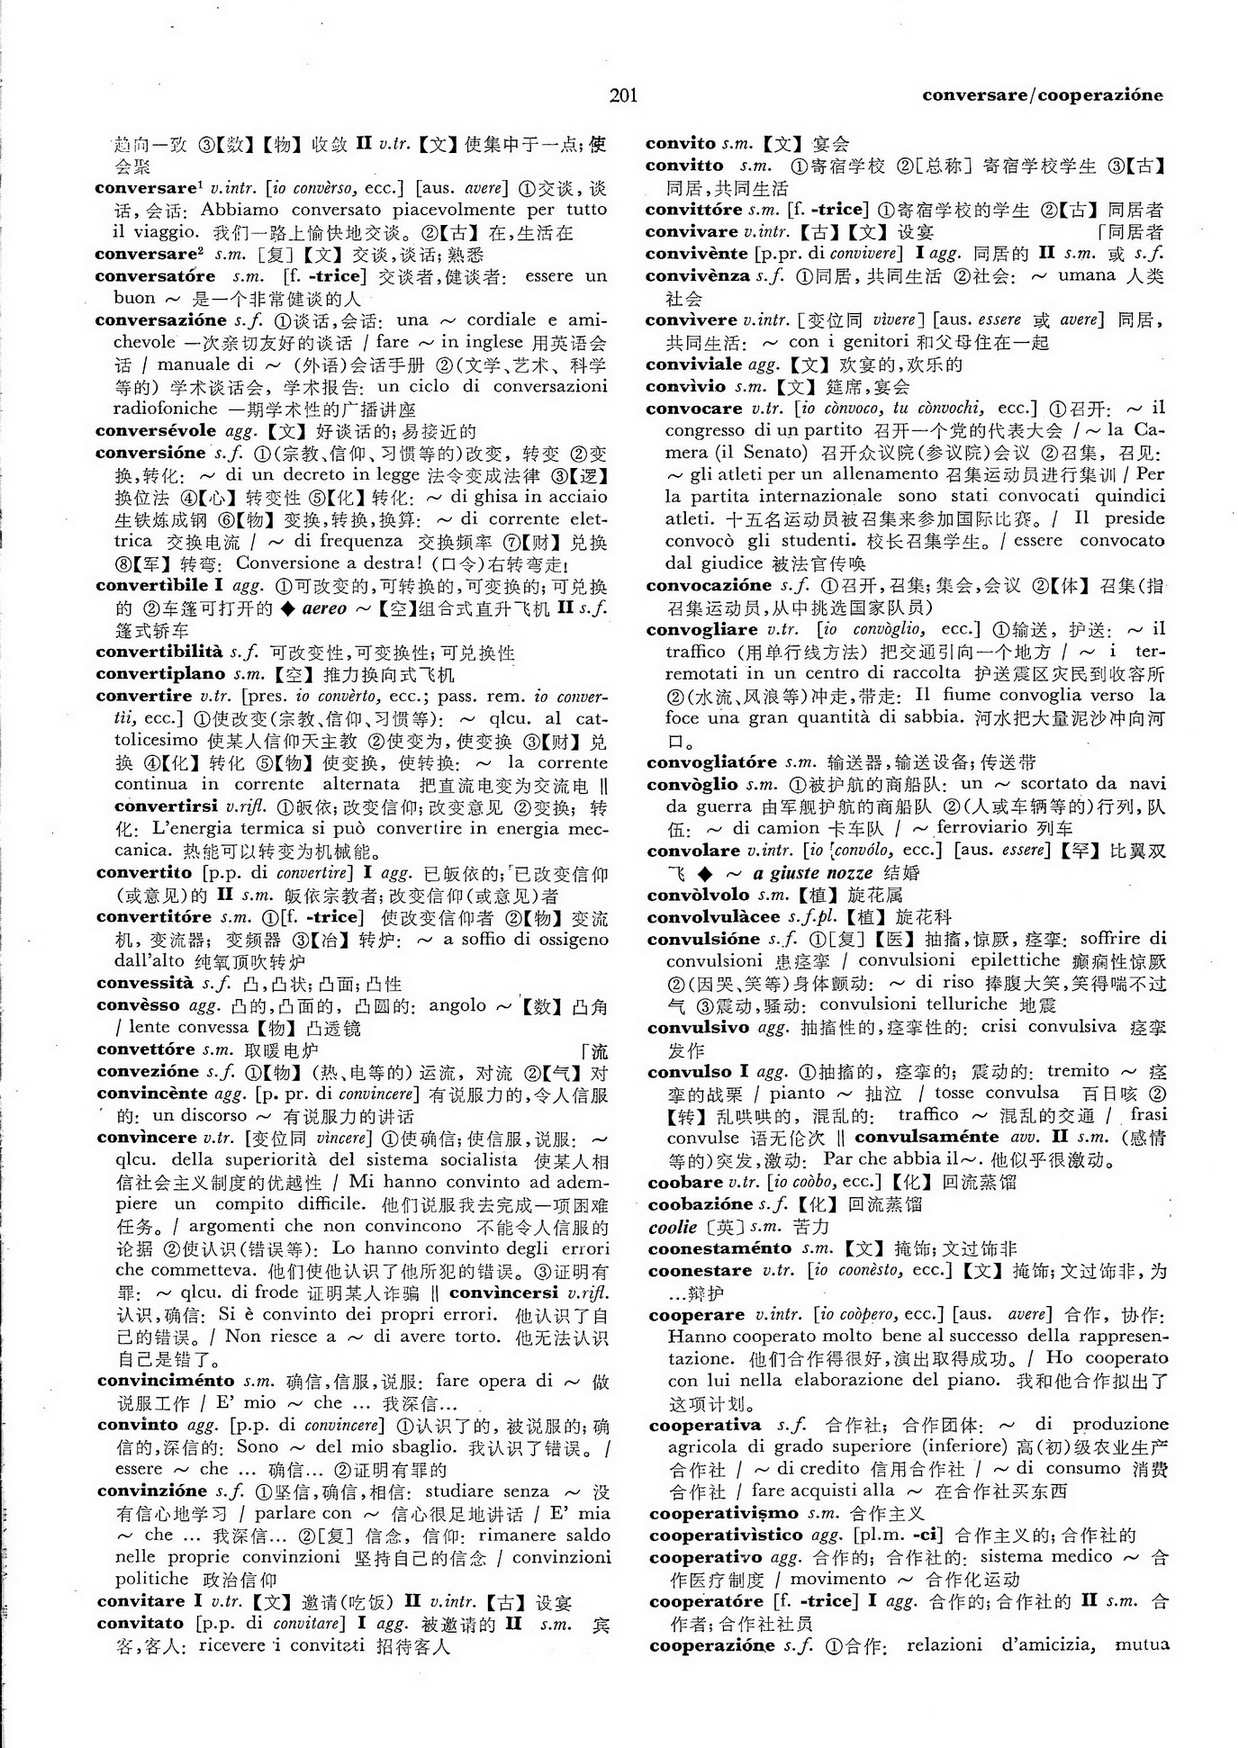 201
conversare/cooperazióne
趋向一致 ③【数】【物】收敛 II v.tr.【文】使集中于一点; 使
会聚
conversare¹ v.intr. [io convèrso, ecc.] [aus. avere] ①交谈, 谈
话, 会话: Abbiamo conversato piacevolmente per tutto
il viaggio. 我们一路上愉快地交谈。②【古】在,生活在
conversare² s.m. [复]【文】交谈,谈话; 熟悉
conversatóre s.m. [f. -trice] 交谈者,健谈者: essere un
buon ～ 是一个非常健谈的人
conversazióne s.f. ①谈话,会话: una ～ cordiale e ami-
chevole 一次亲切友好的谈话 / fare ～ in inglese 用英语会
话 / manuale di ～ (外语)会话手册 ②(文学、艺术、科学
等的) 学术谈话会, 学术报告: un ciclo di conversazioni
radiofoniche 一期学术性的广播讲座
conversévole agg.【文】好谈话的; 易接近的
conversióne s.f. ①(宗教、信仰、习惯等的)改变, 转变 ②变
换,转化: ～ di un decreto in legge 法令变成法律 ③【逻】
换位法 ④【心】转变性 ⑤【化】转化: ～ di ghisa in acciaio
生铁炼成钢 ⑥【物】变换,转换,换算: ～ di corrente elet-
trica 交换电流 / ～ di frequenza 交换频率 ⑦【财】兑换
⑧【军】转弯: Conversione a destra! (口令)右转弯走!
convertìbile I agg. ①可改变的,可转换的,可变换的; 可兑换
的 ②车篷可打开的 ◆ aereo ～【空】组合式直升飞机 II s.f.
篷式轿车
convertibilità s.f. 可改变性,可变换性; 可兑换性
convertiplano s.m.【空】推力换向式飞机
convertire v.tr. [pres. io convèrto, ecc.; pass. rem. io conver-
tii, ecc.] ①使改变(宗教、信仰、习惯等): ～ qlcu. al cat-
tolicesimo 使某人信仰天主教 ②使变为, 使变换 ③【财】兑
换 ④【化】转化 ⑤【物】使变换, 使转换: ～ la corrente
continua in corrente alternata 把直流电变为交流电 ‖
convertirsi v.rifl. ①皈依; 改变信仰; 改变意见 ②变换; 转
化: L'energia termica si può convertire in energia mec-
canica. 热能可以转变为机械能。
convertito [p.p. di convertire] I agg. 已皈依的; 已改变信仰
(或意见)的 II s.m. 皈依宗教者; 改变信仰(或意见)者
convertitóre s.m. ①[f. -trice] 使改变信仰者 ②【物】变流
机, 变流器; 变频器 ③【冶】转炉: ～ a soffio di ossigeno
dall'alto 纯氧顶吹转炉
convessità s.f. 凸,凸状; 凸面; 凸性
convèsso agg. 凸的,凸面的, 凸圆的: angolo ～【数】凸角
/ lente convessa【物】凸透镜
convettóre s.m. 取暖电炉 「流
convezióne s.f. ①【物】(热、电等的) 运流, 对流 ②【气】对
convincènte agg. [p. pr. di convincere] 有说服力的,令人信服
的: un discorso ～ 有说服力的讲话
convìncere v.tr. [变位同 vincere] ①使确信; 使信服,说服: ～
qlcu. della superiorità del sistema socialista 使某人相
信社会主义制度的优越性 / Mi hanno convinto ad adem-
piere un compito difficile. 他们说服我去完成一项困难
任务。/ argomenti che non convincono 不能令人信服的
论据 ②使认识(错误等): Lo hanno convinto degli errori
che commetteva. 他们使他认识了他所犯的错误。③证明有
罪: ～ qlcu. di frode 证明某人诈骗 ‖ convìncersi v.rifl.
认识,确信: Si è convinto dei propri errori. 他认识了自
己的错误。/ Non riesce a ～ di avere torto. 他无法认识
自己是错了。
convinciménto s.m. 确信,信服,说服: fare opera di ～ 做
说服工作 / E' mio ～ che … 我深信…
convinto agg. [p.p. di convincere] ①认识了的, 被说服的; 确
信的,深信的: Sono ～ del mio sbaglio. 我认识了错误。/
essere ～ che … 确信… ②证明有罪的
convinzióne s.f. ①坚信,确信,相信: studiare senza ～ 没
有信心地学习 / parlare con ～ 信心很足地讲话 / E' mia
～ che … 我深信… ②[复] 信念, 信仰: rimanere saldo
nelle proprie convinzioni 坚持自己的信念 / convinzioni
politiche 政治信仰
convitare I v.tr.【文】邀请(吃饭) II v.intr.【古】设宴
convitato [p.p. di convitare] I agg. 被邀请的 II s.m. 宾
客,客人: ricevere i convitati 招待客人
convito s.m.【文】宴会
convitto s.m. ①寄宿学校 ②[总称] 寄宿学校学生 ③【古】
同居,共同生活
convittóre s.m. [f. -trice] ①寄宿学校的学生 ②【古】同居者
convivare v.intr.【古】【文】设宴 「同居者
convivènte [p.pr. di convivere] I agg. 同居的 II s.m. 或 s.f.
convivènza s.f. ①同居, 共同生活 ②社会: ～ umana 人类
社会
convìvere v.intr. [变位同 vivere] [aus. essere 或 avere] 同居,
共同生活: ～ con i genitori 和父母住在一起
conviviale agg.【文】欢宴的,欢乐的
convìvio s.m.【文】筵席,宴会
convocare v.tr. [io cònvoco, tu cònvochi, ecc.] ①召开: ～ il
congresso di un partito 召开一个党的代表大会 / ～ la Ca-
mera (il Senato) 召开众议院(参议院)会议 ②召集, 召见:
～ gli atleti per un allenamento 召集运动员进行集训 / Per
la partita internazionale sono stati convocati quindici
atleti. 十五名运动员被召集来参加国际比赛。/ Il preside
convocò gli studenti. 校长召集学生。/ essere convocato
dal giudice 被法官传唤
convocazióne s.f. ①召开,召集; 集会,会议 ②【体】召集(指
召集运动员,从中挑选国家队员)
convogliare v.tr. [io convòglio, ecc.] ①输送, 护送: ～ il
traffico (用单行线方法) 把交通引向一个地方 / ～ i ter-
remotati in un centro di raccolta 护送震区灾民到收容所
②(水流、风浪等)冲走,带走: Il fiume convoglia verso la
foce una gran quantità di sabbia. 河水把大量泥沙冲向河
口。
convogliatóre s.m. 输送器,输送设备; 传送带
convòglio s.m. ①被护航的商船队: un ～ scortato da navi
da guerra 由军舰护航的商船队 ②(人或车辆等的)行列,队
伍: ～ di camion 卡车队 / ～ ferroviario 列车
convolare v.intr. [io convólo, ecc.] [aus. essere]【罕】比翼双
飞 ◆ ～ a giuste nozze 结婚
convòlvolo s.m.【植】旋花属
convolvulàcee s.f.pl.【植】旋花科
convulsióne s.f. ①[复]【医】抽搐,惊厥, 痉挛: soffrire di
convulsioni 患痉挛 / convulsioni epilettiche 癫痫性惊厥
②(因哭、笑等)身体颤动: ～ di riso 捧腹大笑,笑得喘不过
气 ③震动,骚动: convulsioni telluriche 地震
convulsivo agg. 抽搐性的,痉挛性的: crisi convulsiva 痉挛
发作
convulso I agg. ①抽搐的, 痉挛的; 震动的: tremito ～ 痉
挛的战栗 / pianto ～ 抽泣 / tosse convulsa 百日咳 ②
【转】乱哄哄的, 混乱的: traffico ～ 混乱的交通 / frasi
convulse 语无伦次 ‖ convulsaménte avv. II s.m. (感情
等的)突发,激动: Par che abbia il～. 他似乎很激动。
coobare v.tr. [io coòbo, ecc.]【化】回流蒸馏
coobazióne s.f.【化】回流蒸馏
coolie [英] s.m. 苦力
coonestaménto s.m.【文】掩饰; 文过饰非
coonestare v.tr. [io coonèsto, ecc.]【文】掩饰; 文过饰非, 为
…辩护
cooperare v.intr. [io coòpero, ecc.] [aus. avere] 合作, 协作:
Hanno cooperato molto bene al successo della rappresen-
tazione. 他们合作得很好,演出取得成功。/ Ho cooperato
con lui nella elaborazione del piano. 我和他合作拟出了
这项计划。
cooperativa s.f. 合作社; 合作团体: ～ di produzione
agricola di grado superiore (inferiore) 高(初)级农业生产
合作社 / ～ di credito 信用合作社 / ～ di consumo 消费
合作社 / fare acquisti alla ～ 在合作社买东西
cooperativismo s.m. 合作主义
cooperativìstico agg. [pl.m. -ci] 合作主义的; 合作社的
cooperativo agg. 合作的; 合作社的: sistema medico ～ 合
作医疗制度 / movimento ～ 合作化运动
cooperatóre [f. -trice] I agg. 合作的; 合作社的 II s.m. 合
作者; 合作社社员
cooperazióne s.f. ①合作: relazioni d'amicizia, mutua